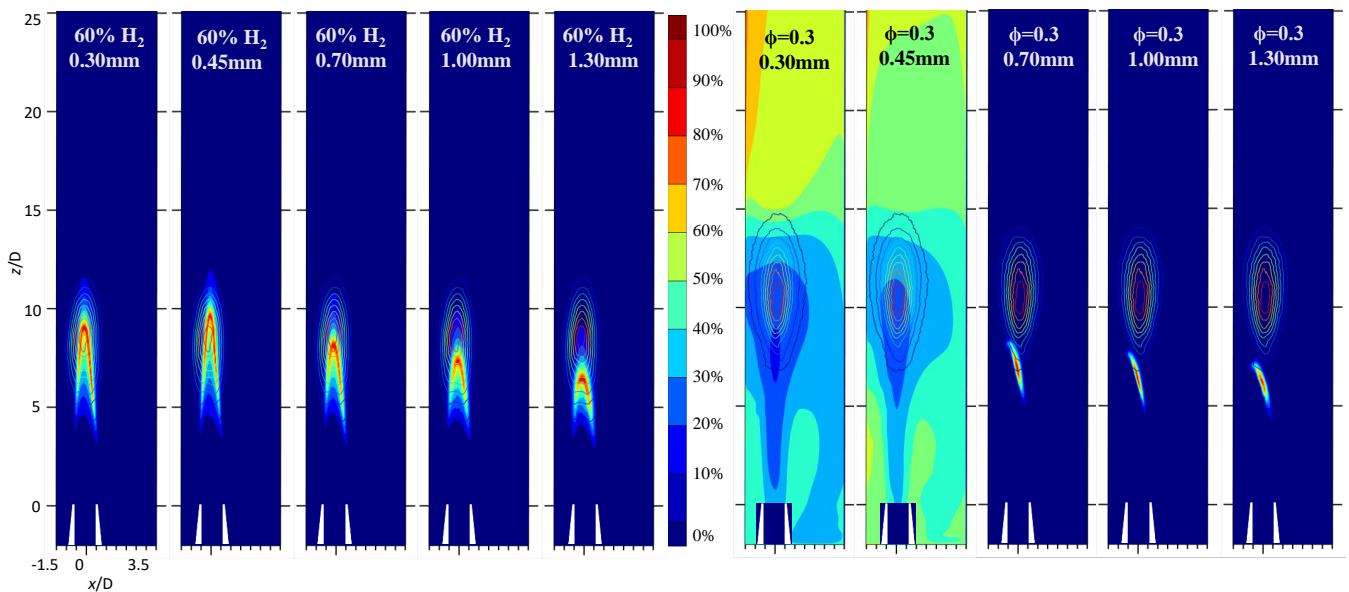 60% H₂
0.30mm
60% H₂
0.45mm
60% H₂
0.70mm
60% H₂
1.00mm
60% H₂
1.30mm
25
20
15
10
5
0
z/D
-1.5 0 3.5
x/D
100%
90%
80%
70%
60%
50%
40%
30%
20%
10%
0%
ϕ=0.3
0.30mm
ϕ=0.3
0.45mm
ϕ=0.3
0.70mm
ϕ=0.3
1.00mm
ϕ=0.3
1.30mm